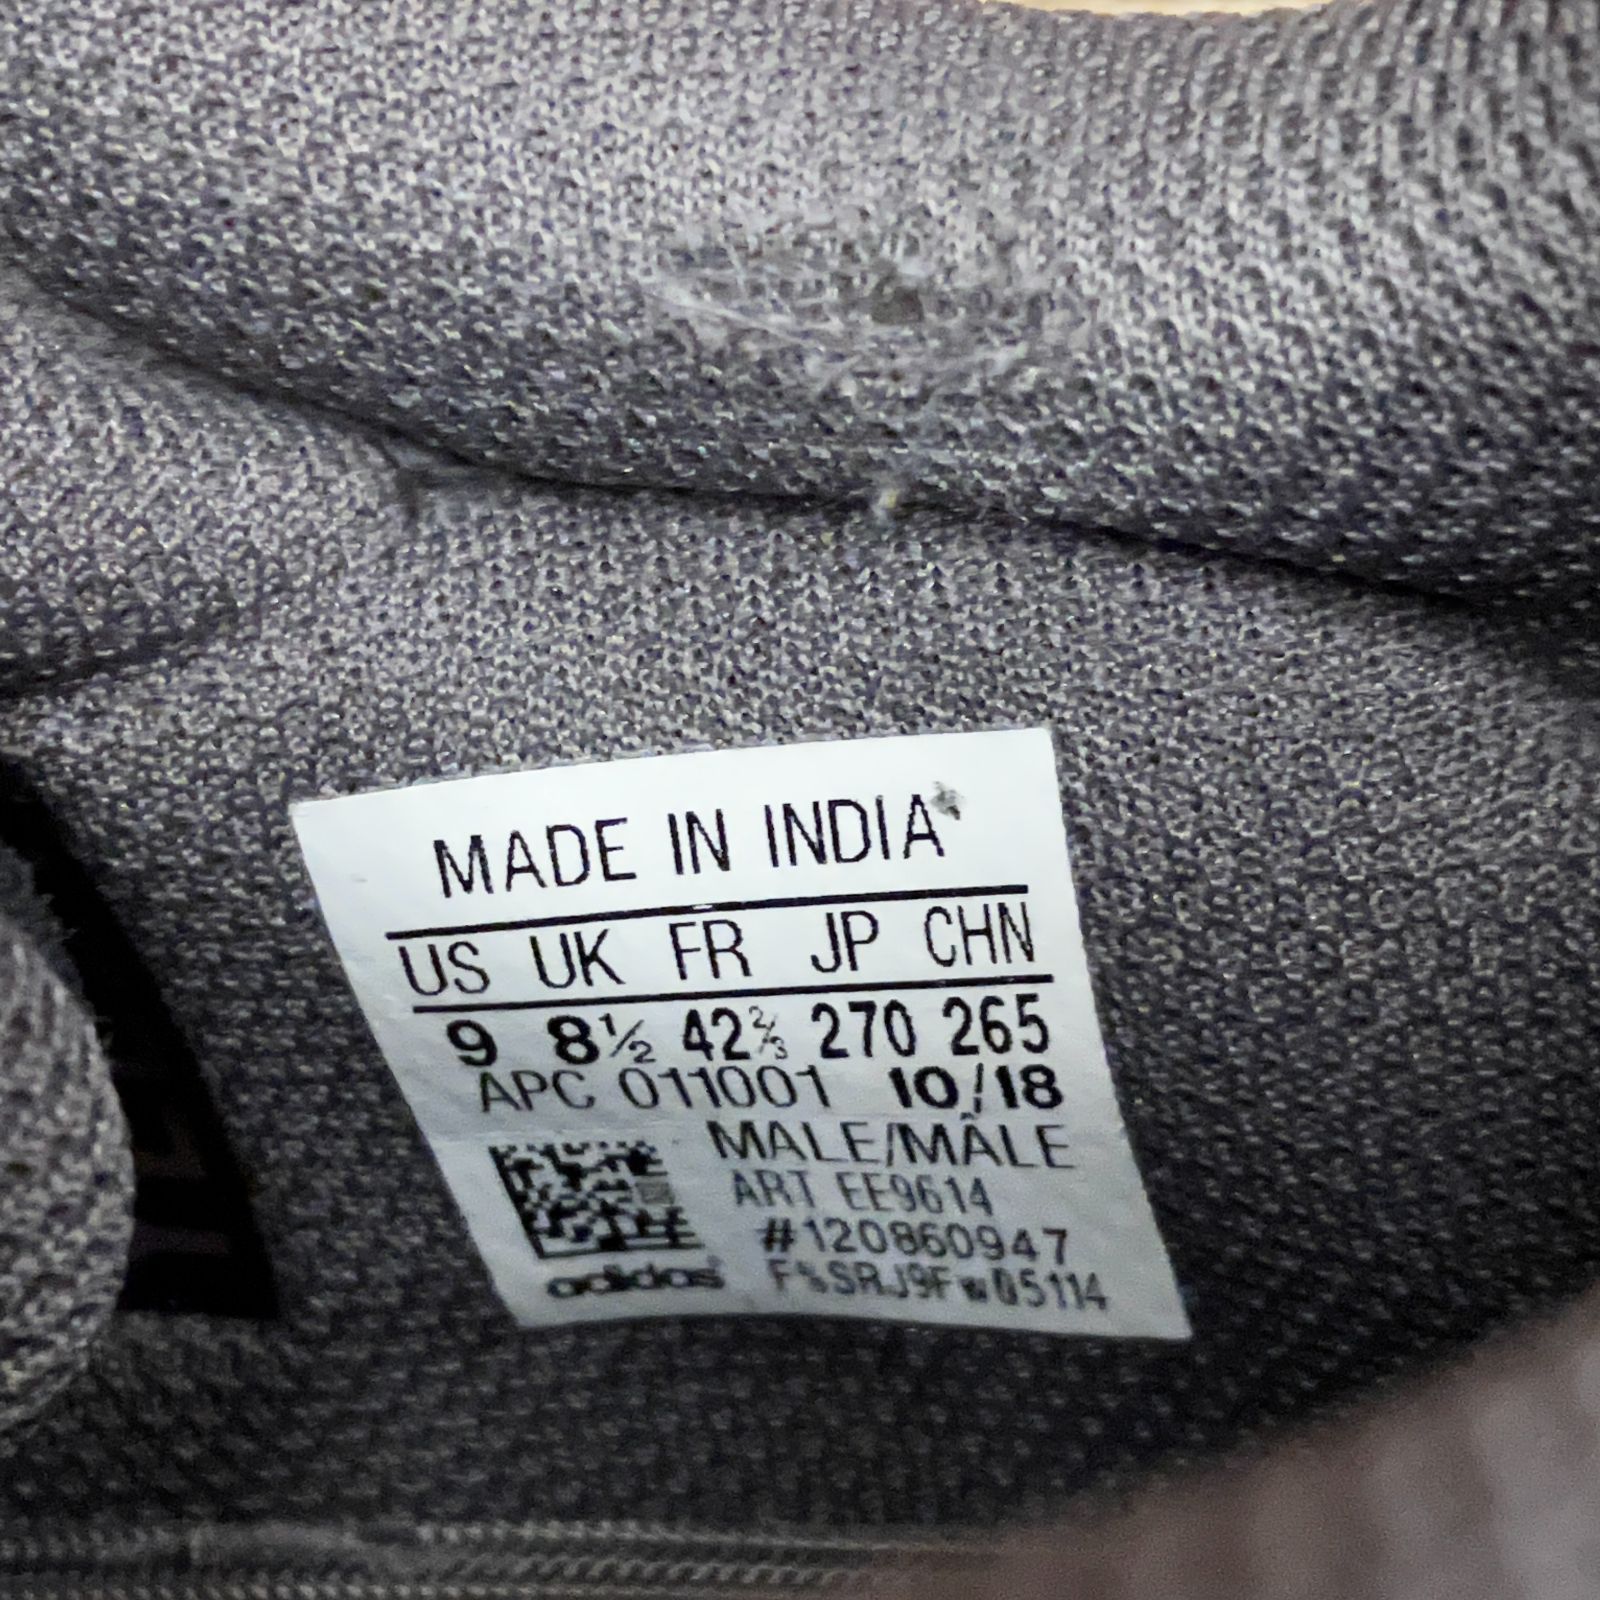 MADE IN INDIA
US UK FR JP CHN
9 8½ 42⅔ 270 265
APC 011001 10/18
MALE/MÂLE
ART EE9614
#120860947
adidas